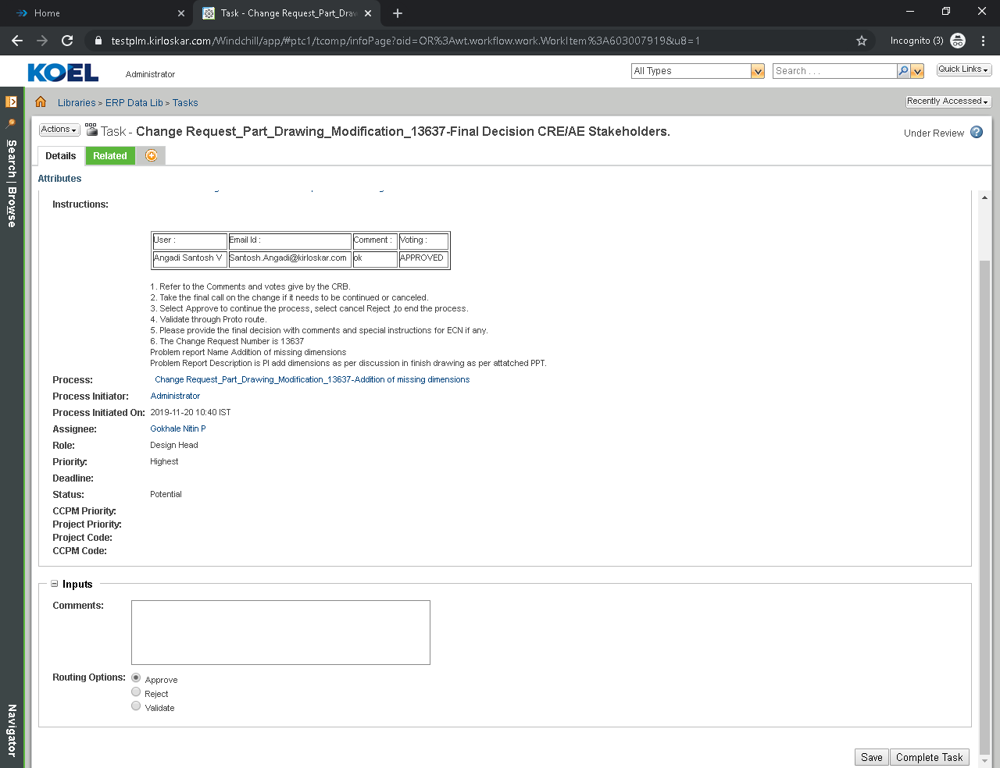 Home
Task - Change Request_Part_Draw
testplm.kirloskar.com/Windchill/app/#ptc1/tcomp/infoPage?oid=OR%3Awt.workflow.work.WorkItem%3A603007919&u8=1
Incognito (3)
KOEL
Administrator
All Types
Search . . .
Quick Links
Libraries > ERP Data Lib > Tasks
Recently Accessed
Actions
Task - Change Request_Part_Drawing_Modification_13637-Final Decision CRE/AE Stakeholders.
Under Review
Details
Related
Search | Browse
Attributes
Instructions:
User :
Email Id :
Comment :
Voting :
Angadi Santosh V
Santosh.Angadi@kirloskar.com
ok
APPROVED
1. Refer to the Comments and votes give by the CRB.
2. Take the final call on the change if it needs to be continued or canceled.
3. Select Approve to continue the process, select cancel Reject ,to end the process.
4. Validate through Proto route.
5. Please provide the final decision with comments and special instructions for ECN if any.
6. The Change Request Number is 13637
Problem report Name Addition of missing dimensions
Problem Report Description is Pl add dimensions as per discussion in finish drawing as per attatched PPT.
Process: Change Request_Part_Drawing_Modification_13637-Addition of missing dimensions
Process Initiator: Administrator
Process Initiated On: 2019-11-20 10:40 IST
Assignee: Gokhale Nitin P
Role: Design Head
Priority: Highest
Deadline:
Status: Potential
CCPM Priority:
Project Priority:
Project Code:
CCPM Code:
Inputs
Comments:
Routing Options:
Approve
Reject
Validate
Navigator
Save
Complete Task